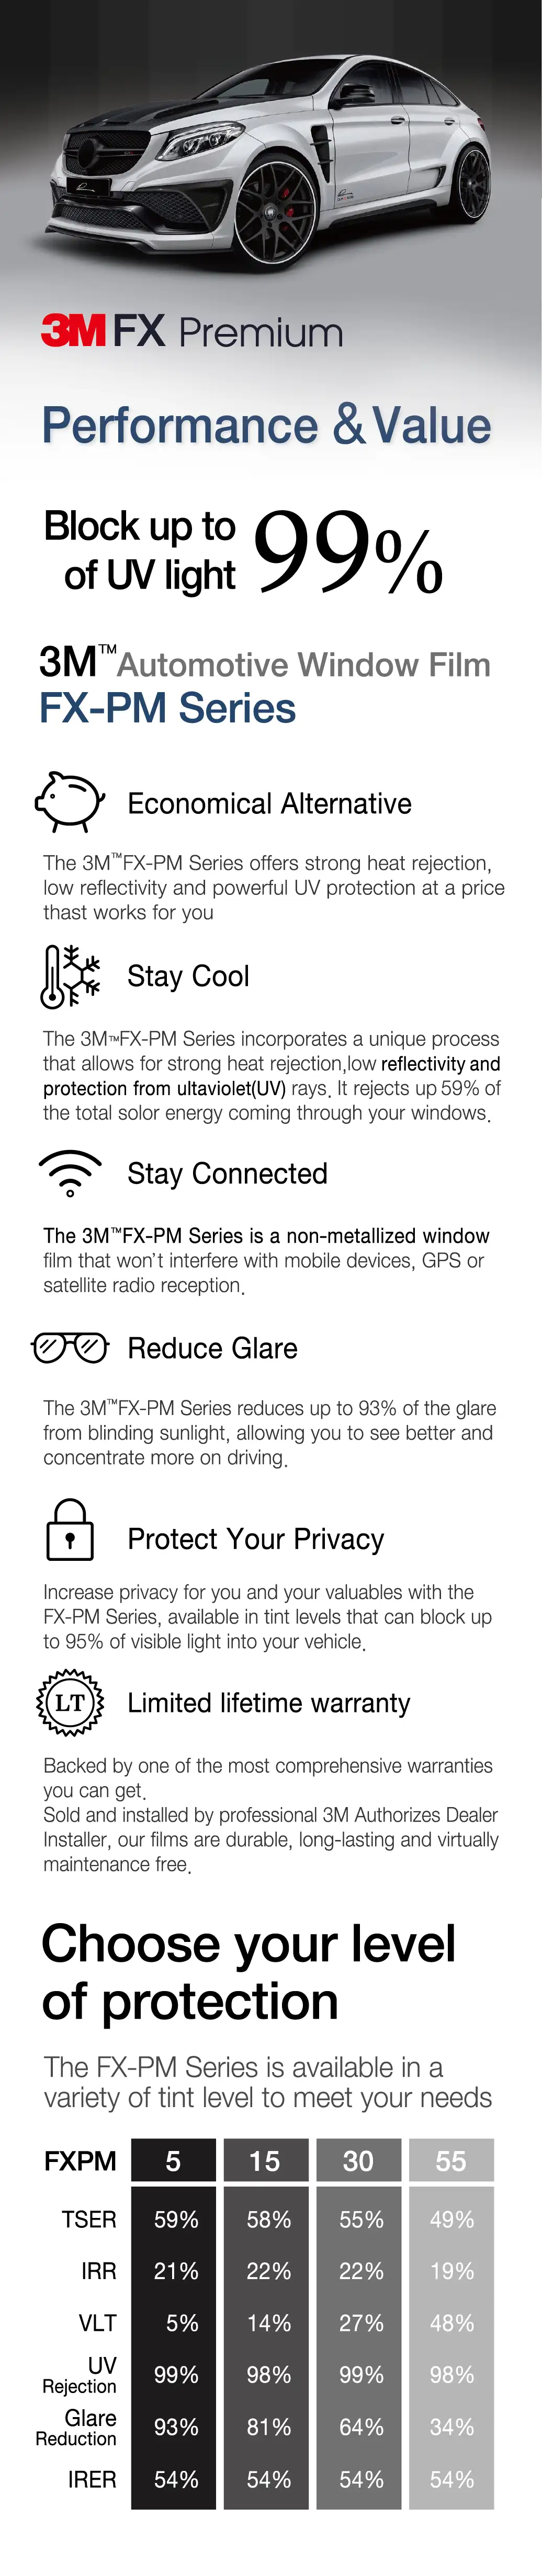 3M FX Premium
Performance & Value
Block up to
of UV light 99%
3M™ Automotive Window Film
FX-PM Series
Economical Alternative
The 3M™FX-PM Series offers strong heat rejection,
low reflectivity and powerful UV protection at a price
thast works for you
Stay Cool
The 3M™FX-PM Series incorporates a unique process
that allows for strong heat rejection,low reflectivity and
protection from ultaviolet(UV) rays. It rejects up 59% of
the total solor energy coming through your windows.
Stay Connected
The 3M™FX-PM Series is a non-metallized window
film that won't interfere with mobile devices, GPS or
satellite radio reception.
Reduce Glare
The 3M™FX-PM Series reduces up to 93% of the glare
from blinding sunlight, allowing you to see better and
concentrate more on driving.
Protect Your Privacy
Increase privacy for you and your valuables with the
FX-PM Series, available in tint levels that can block up
to 95% of visible light into your vehicle.
LT Limited lifetime warranty
Backed by one of the most comprehensive warranties
you can get.
Sold and installed by professional 3M Authorizes Dealer
Installer, our films are durable, long-lasting and virtually
maintenance free.
Choose your level
of protection
The FX-PM Series is available in a
variety of tint level to meet your needs
FXPM 5 15 30 55
TSER 59% 58% 55% 49%
IRR 21% 22% 22% 19%
VLT 5% 14% 27% 48%
UV
Rejection 99% 98% 99% 98%
Glare
Reduction 93% 81% 64% 34%
IRER 54% 54% 54% 54%